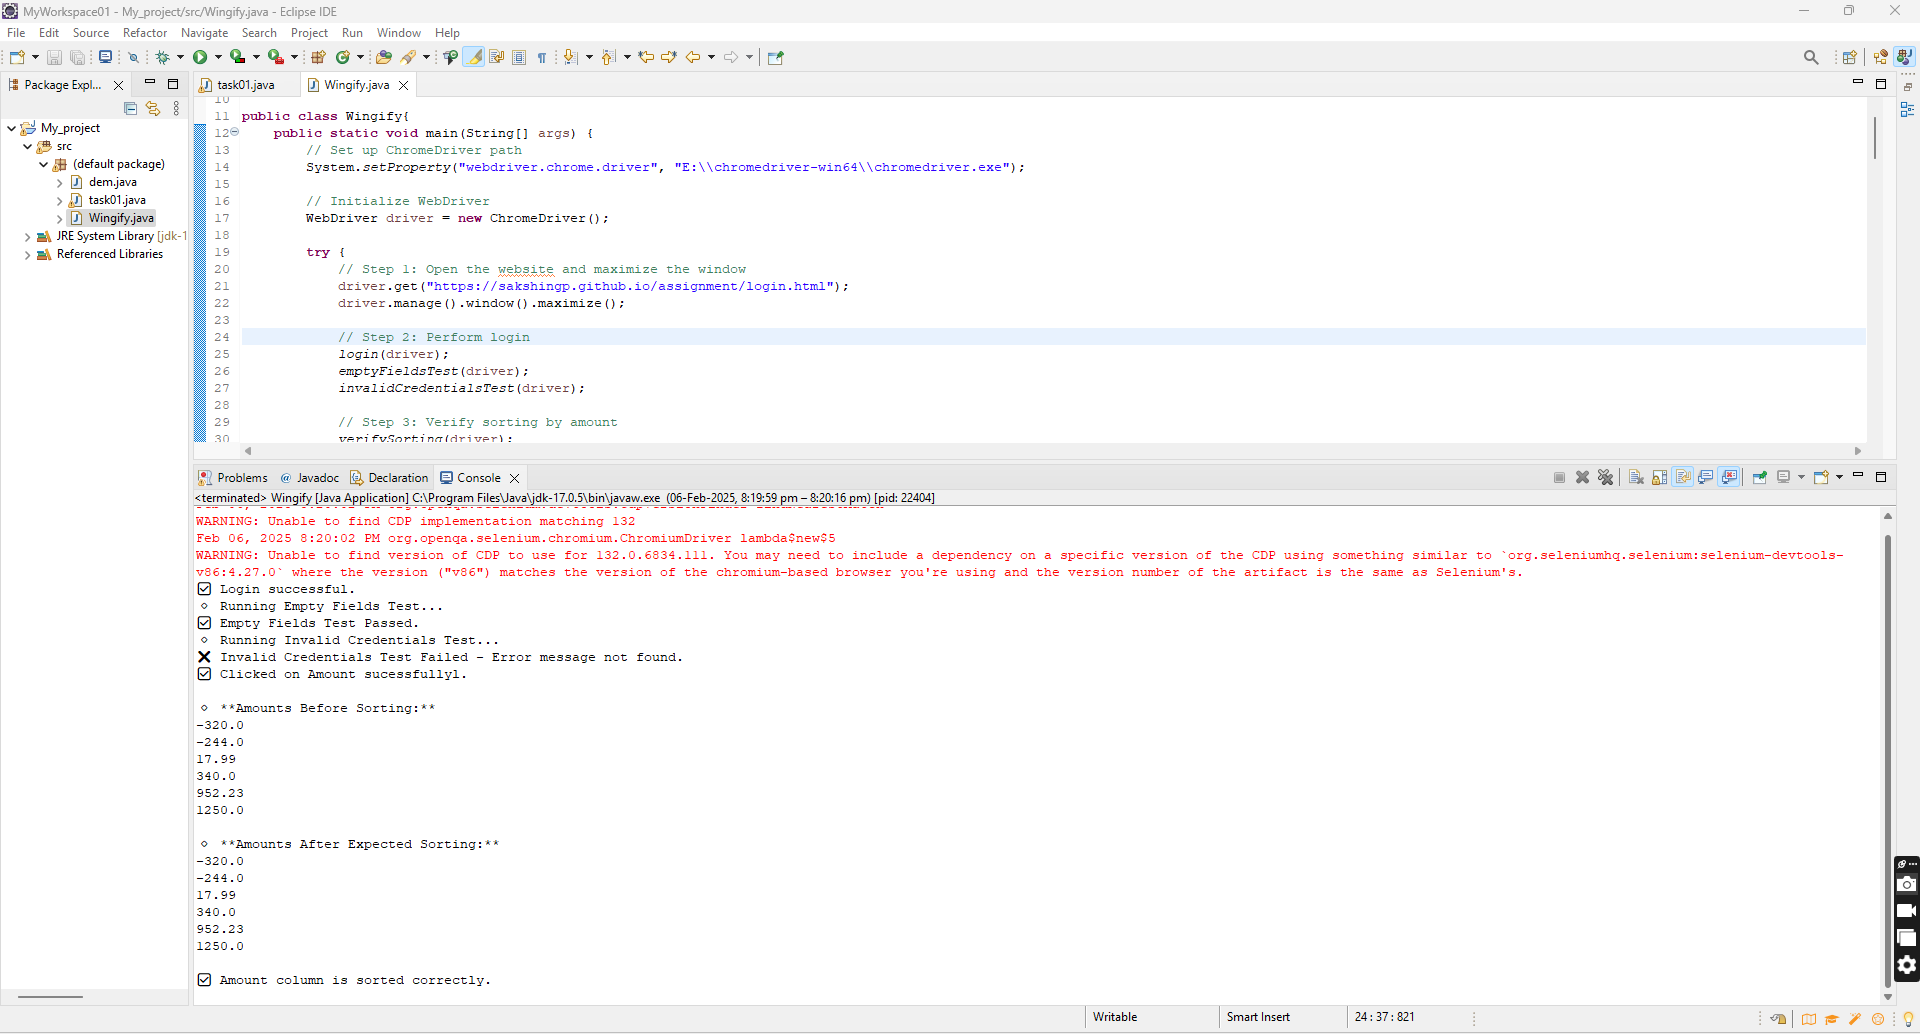 MyWorkspace01 - My_project/src/Wingify.java - Eclipse IDE
File Edit Source Refactor Navigate Search Project Run Window Help
Package Expl...
My_project
src
(default package)
dem.java
task01.java
Wingify.java
JRE System Library [jdk-1
Referenced Libraries
task01.java Wingify.java
10
11 public class Wingify{
12 public static void main(String[] args) {
13 // Set up ChromeDriver path
14 System.setProperty("webdriver.chrome.driver", "E:\\chromedriver-win64\\chromedriver.exe");
15
16 // Initialize WebDriver
17 WebDriver driver = new ChromeDriver();
18
19 try {
20 // Step 1: Open the website and maximize the window
21 driver.get("https://sakshingp.github.io/assignment/login.html");
22 driver.manage().window().maximize();
23
24 // Step 2: Perform login
25 login(driver);
26 emptyFieldsTest(driver);
27 invalidCredentialsTest(driver);
28
29 // Step 3: Verify sorting by amount
30 verifySorting(driver);
Problems @ Javadoc Declaration Console
<terminated> Wingify [Java Application] C:\Program Files\Java\jdk-17.0.5\bin\javaw.exe (06-Feb-2025, 8:19:59 pm – 8:20:16 pm) [pid: 22404]
WARNING: Unable to find CDP implementation matching 132
Feb 06, 2025 8:20:02 PM org.openqa.selenium.chromium.ChromiumDriver lambda$new$5
WARNING: Unable to find version of CDP to use for 132.0.6834.111. You may need to include a dependency on a specific version of the CDP using something similar to `org.seleniumhq.selenium:selenium-devtools-
v86:4.27.0` where the version ("v86") matches the version of the chromium-based browser you're using and the version number of the artifact is the same as Selenium's.
☑ Login successful.
⋄ Running Empty Fields Test...
☑ Empty Fields Test Passed.
⋄ Running Invalid Credentials Test...
❌ Invalid Credentials Test Failed - Error message not found.
☑ Clicked on Amount sucessfullyl.
⋄ **Amounts Before Sorting:**
-320.0
-244.0
17.99
340.0
952.23
1250.0
⋄ **Amounts After Expected Sorting:**
-320.0
-244.0
17.99
340.0
952.23
1250.0
☑ Amount column is sorted correctly.
Writable Smart Insert 24 : 37 : 821